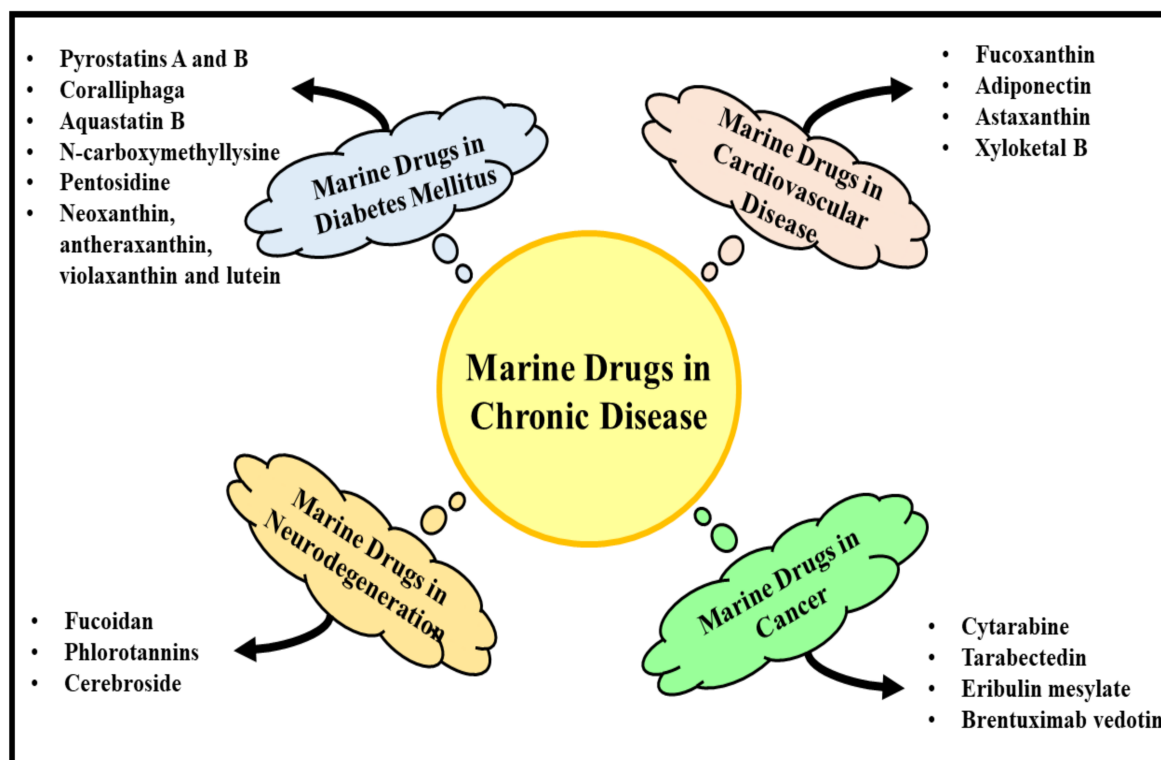 • Pyrostatins A and B
• Coralliphaga
• Aquastatin B
• N-carboxymethyllysine
• Pentosidine
• Neoxanthin,
antheraxanthin,
violaxanthin and lutein
Marine Drugs in
Diabetes Mellitus
Marine Drugs in
Cardiovascular
Disease
• Fucoxanthin
• Adiponectin
• Astaxanthin
• Xyloketal B
Marine Drugs in
Chronic Disease
Marine Drugs in
Neurodegeneration
• Fucoidan
• Phlorotannins
• Cerebroside
Marine Drugs in
Cancer
• Cytarabine
• Tarabectedin
• Eribulin mesylate
• Brentuximab vedotin